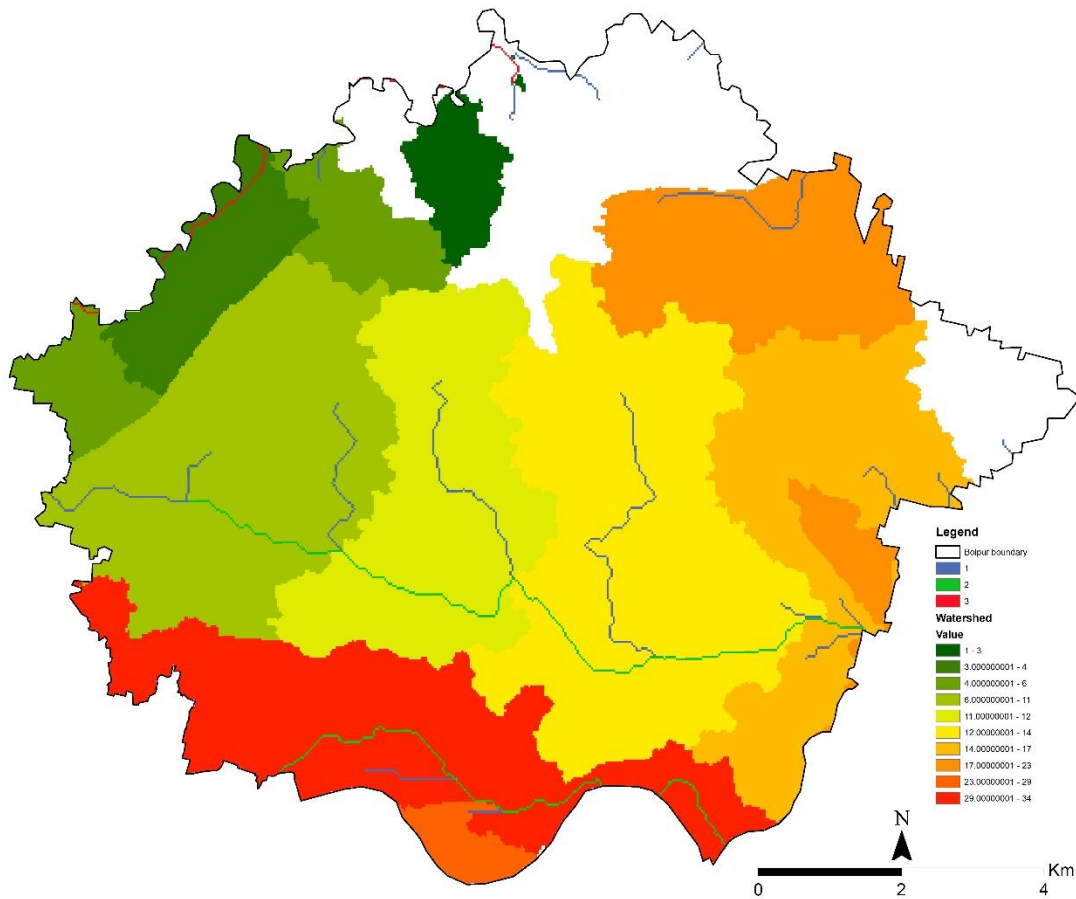 Legend
Bolpur boundary
1
2
3
Watershed
Value
1 - 3
3.000000001 - 4
4.000000001 - 6
6.000000001 - 11
11.00000001 - 12
12.00000001 - 14
14.00000001 - 17
17.00000001 - 23
23.00000001 - 29
29.00000001 - 34
N
Km
0 2 4